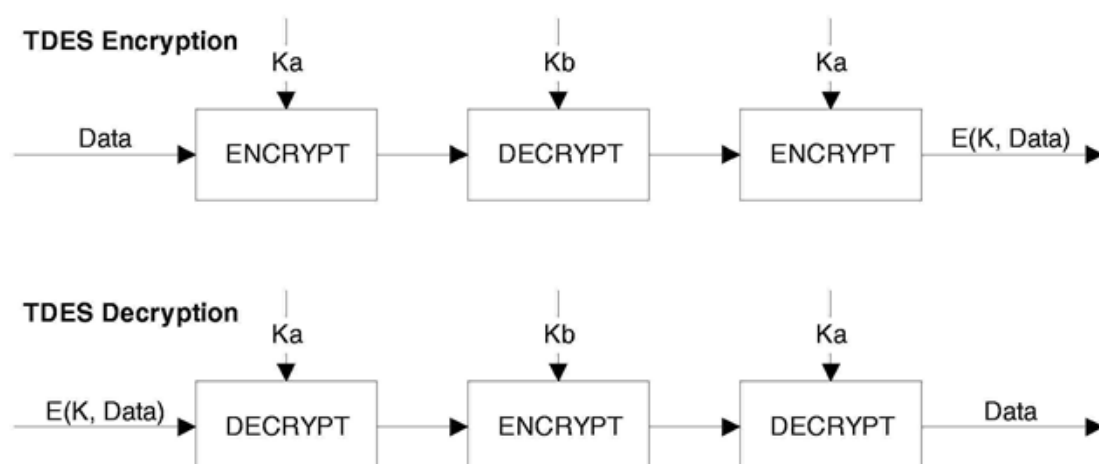 TDES Encryption
Ka Kb Ka
Data ENCRYPT DECRYPT ENCRYPT E(K, Data)
TDES Decryption
Ka Kb Ka
E(K, Data) DECRYPT ENCRYPT DECRYPT Data